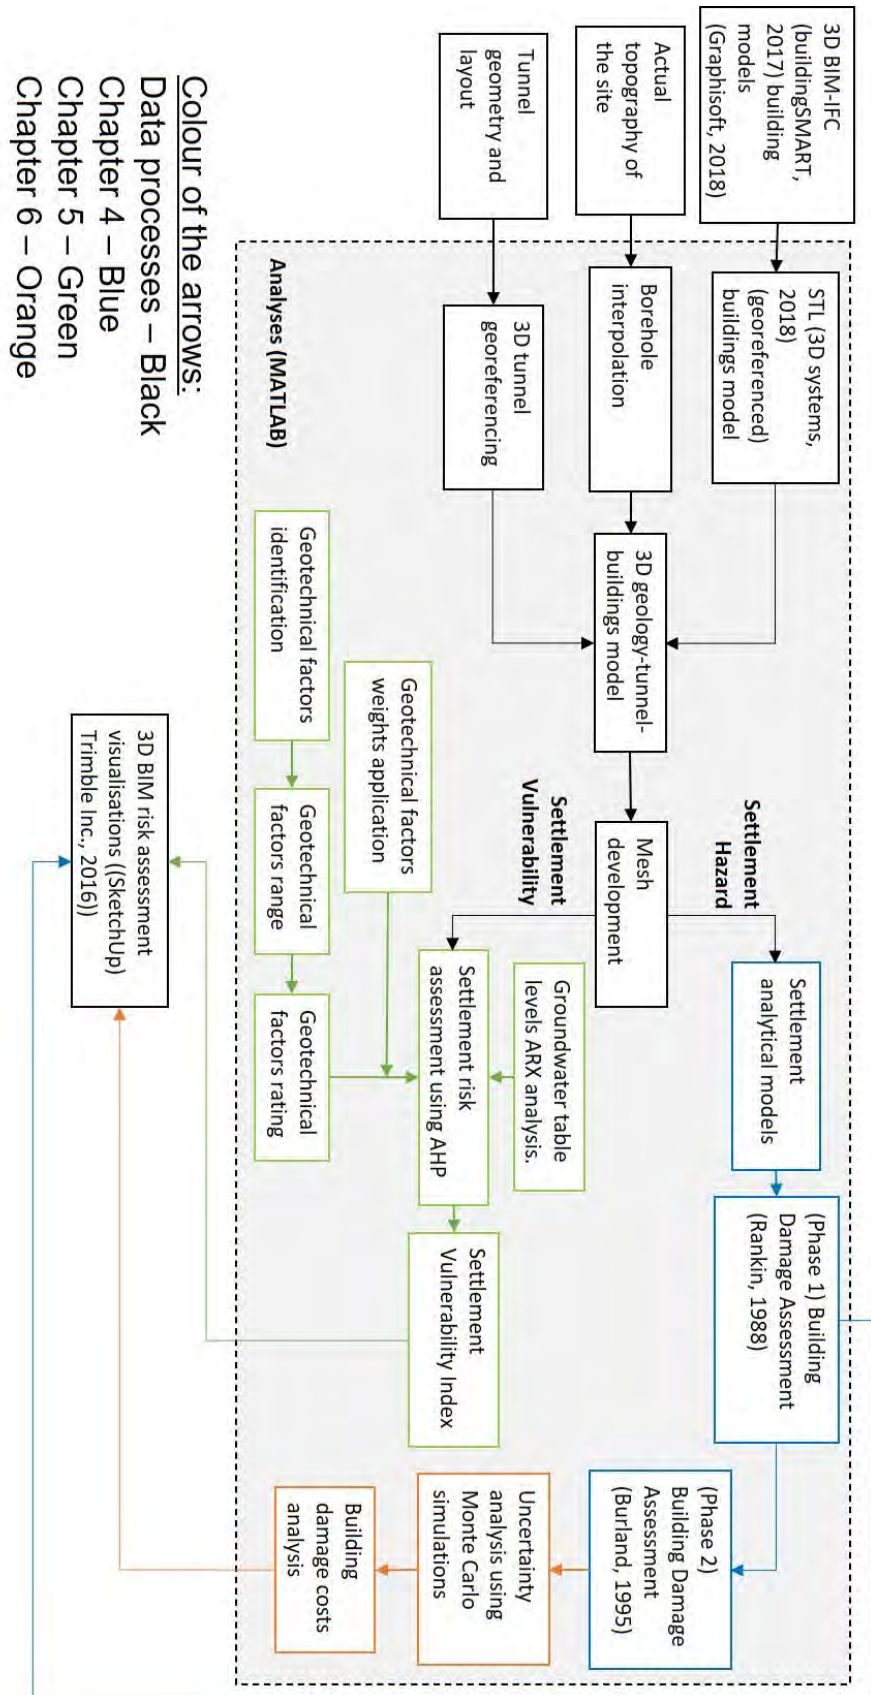 3D BIM-IFC
(buildingSMART,
2017) building
models
(Graphisoft, 2018)
STL (3D systems,
2018)
(georeferenced)
buildings model
Actual
topography of
the site
Borehole
interpolation
Tunnel
geometry and
layout
3D tunnel
georeferencing
3D geology-tunnel-
buildings model
Mesh
development
Settlement
Hazard
Settlement
Vulnerability
Settlement
analytical models
(Phase 1) Building
Damage Assessment
(Rankin, 1988)
(Phase 2)
Building Damage
Assessment
(Burland, 1995)
Groundwater table
levels ARX analysis.
Settlement risk
assessment using AHP
Settlement
Vulnerability Index
Uncertainty
analysis using
Monte Carlo
simulations
Building
damage costs
analysis
Geotechnical factors
weights application
Geotechnical factors
identification
Geotechnical
factors range
Geotechnical
factors rating
Analyses (MATLAB)
3D BIM risk assessment
visualisations ((SketchUp)
Trimble Inc., 2016))
Colour of the arrows:
Data processes – Black
Chapter 4 – Blue
Chapter 5 – Green
Chapter 6 – Orange